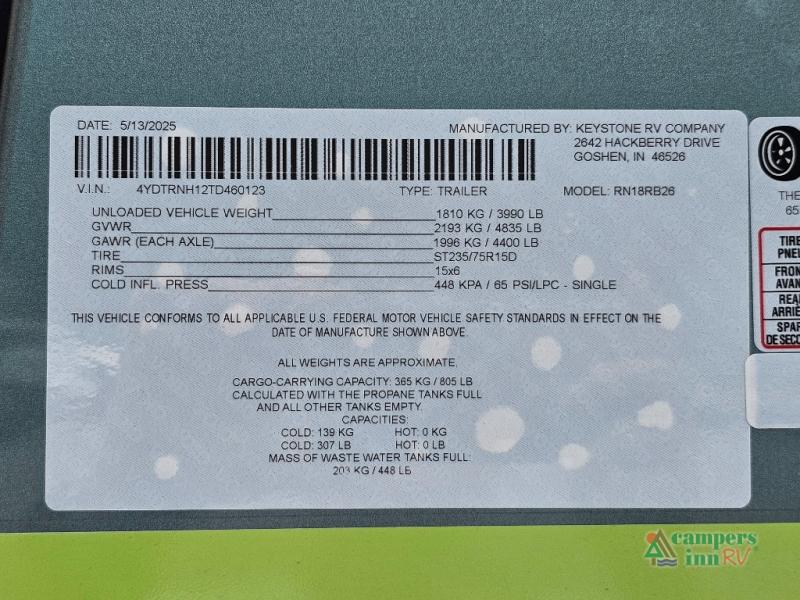 DATE: 5/13/2025
MANUFACTURED BY: KEYSTONE RV COMPANY
2642 HACKBERRY DRIVE
GOSHEN, IN 46526
V.I.N.: 4YDTRNH12TD460123 TYPE: TRAILER MODEL: RN18RB26
UNLOADED VEHICLE WEIGHT 1810 KG / 3990 LB
GVWR 2193 KG / 4835 LB
GAWR (EACH AXLE) 1996 KG / 4400 LB
TIRE ST235/75R15D
RIMS 15x6
COLD INFL. PRESS 448 KPA / 65 PSI/LPC - SINGLE
THIS VEHICLE CONFORMS TO ALL APPLICABLE U.S. FEDERAL MOTOR VEHICLE SAFETY STANDARDS IN EFFECT ON THE
DATE OF MANUFACTURE SHOWN ABOVE.
ALL WEIGHTS ARE APPROXIMATE.
CARGO-CARRYING CAPACITY: 365 KG / 805 LB
CALCULATED WITH THE PROPANE TANKS FULL
AND ALL OTHER TANKS EMPTY.
CAPACITIES:
COLD: 139 KG HOT: 0 KG
COLD: 307 LB HOT: 0 LB
MASS OF WASTE WATER TANKS FULL:
203 KG / 448 LB
THE
65
TIRE
PNEU
FRON
AVAN
REA
ARRIÈ
SPAR
DE SECO
campers
inn RV